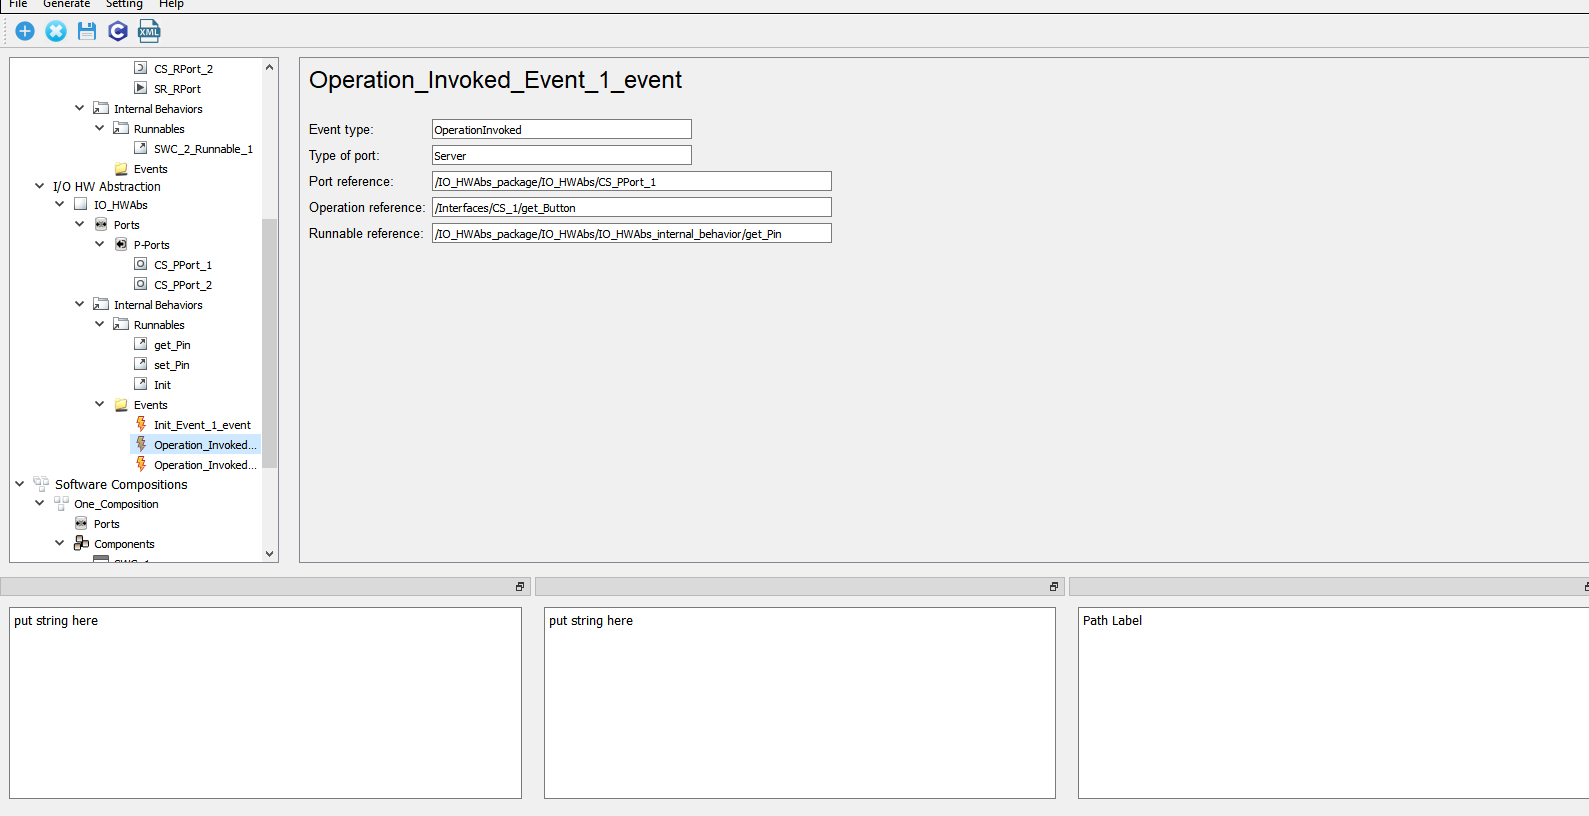 File Generate Setting Help
XML
CS_RPort_2
SR_RPort
Internal Behaviors
Runnables
SWC_2_Runnable_1
Events
I/O HW Abstraction
IO_HWAbs
Ports
P-Ports
CS_PPort_1
CS_PPort_2
Internal Behaviors
Runnables
get_Pin
set_Pin
Init
Events
Init_Event_1_event
Operation_Invoked...
Operation_Invoked...
Software Compositions
One_Composition
Ports
Components
Operation_Invoked_Event_1_event
Event type: OperationInvoked
Type of port: Server
Port reference: /IO_HWAbs_package/IO_HWAbs/CS_PPort_1
Operation reference: /Interfaces/CS_1/get_Button
Runnable reference: /IO_HWAbs_package/IO_HWAbs/IO_HWAbs_internal_behavior/get_Pin
put string here
put string here
Path Label